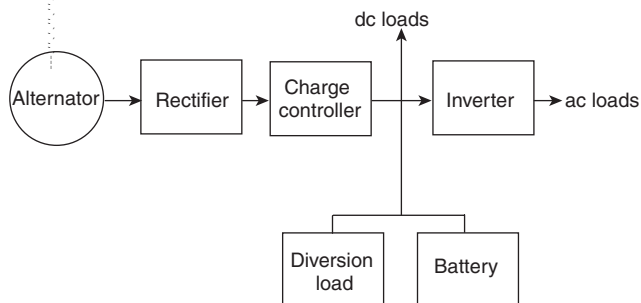 dc loads
Alternator
Rectifier
Charge
controller
Inverter
ac loads
Diversion
load
Battery